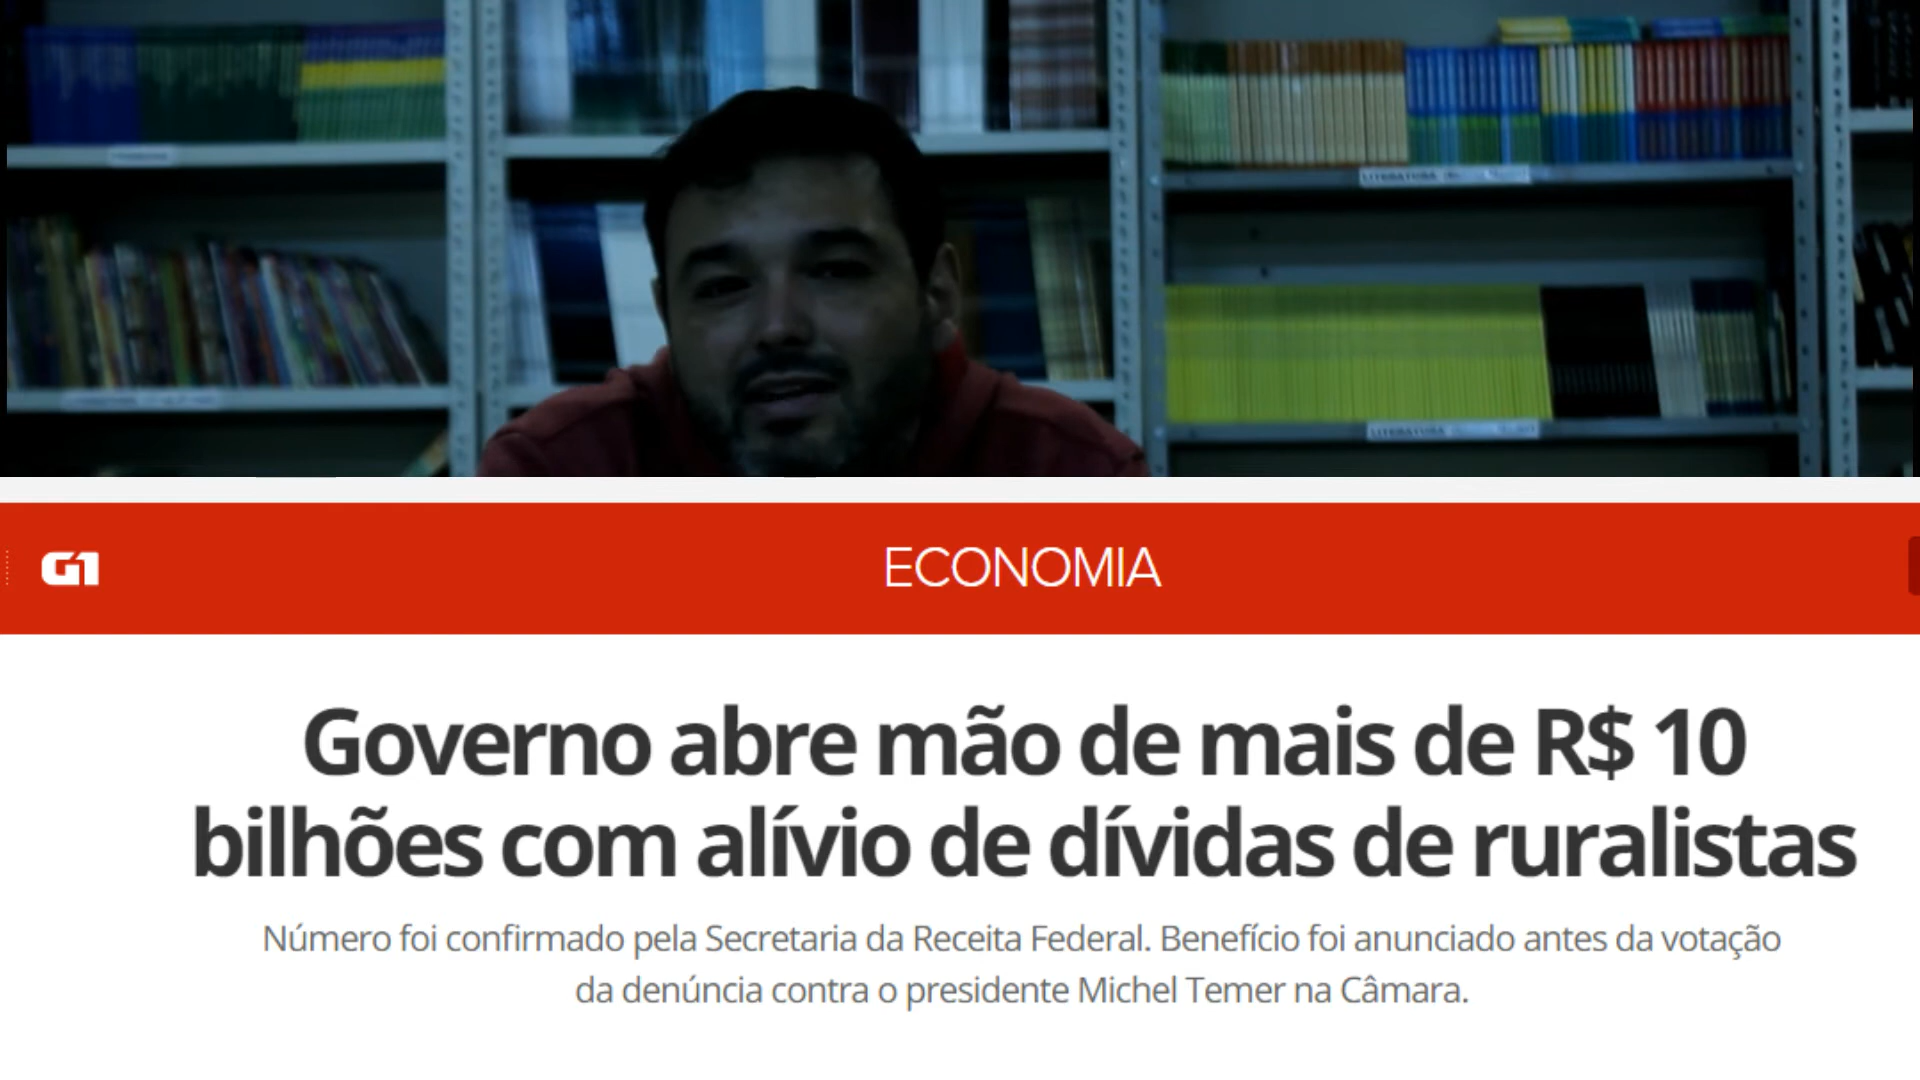 LITERATURA
LITERATURA
G1
ECONOMIA
Governo abre mão de mais de R$ 10
bilhões com alívio de dívidas de ruralistas
Número foi confirmado pela Secretaria da Receita Federal. Benefício foi anunciado antes da votação
da denúncia contra o presidente Michel Temer na Câmara.